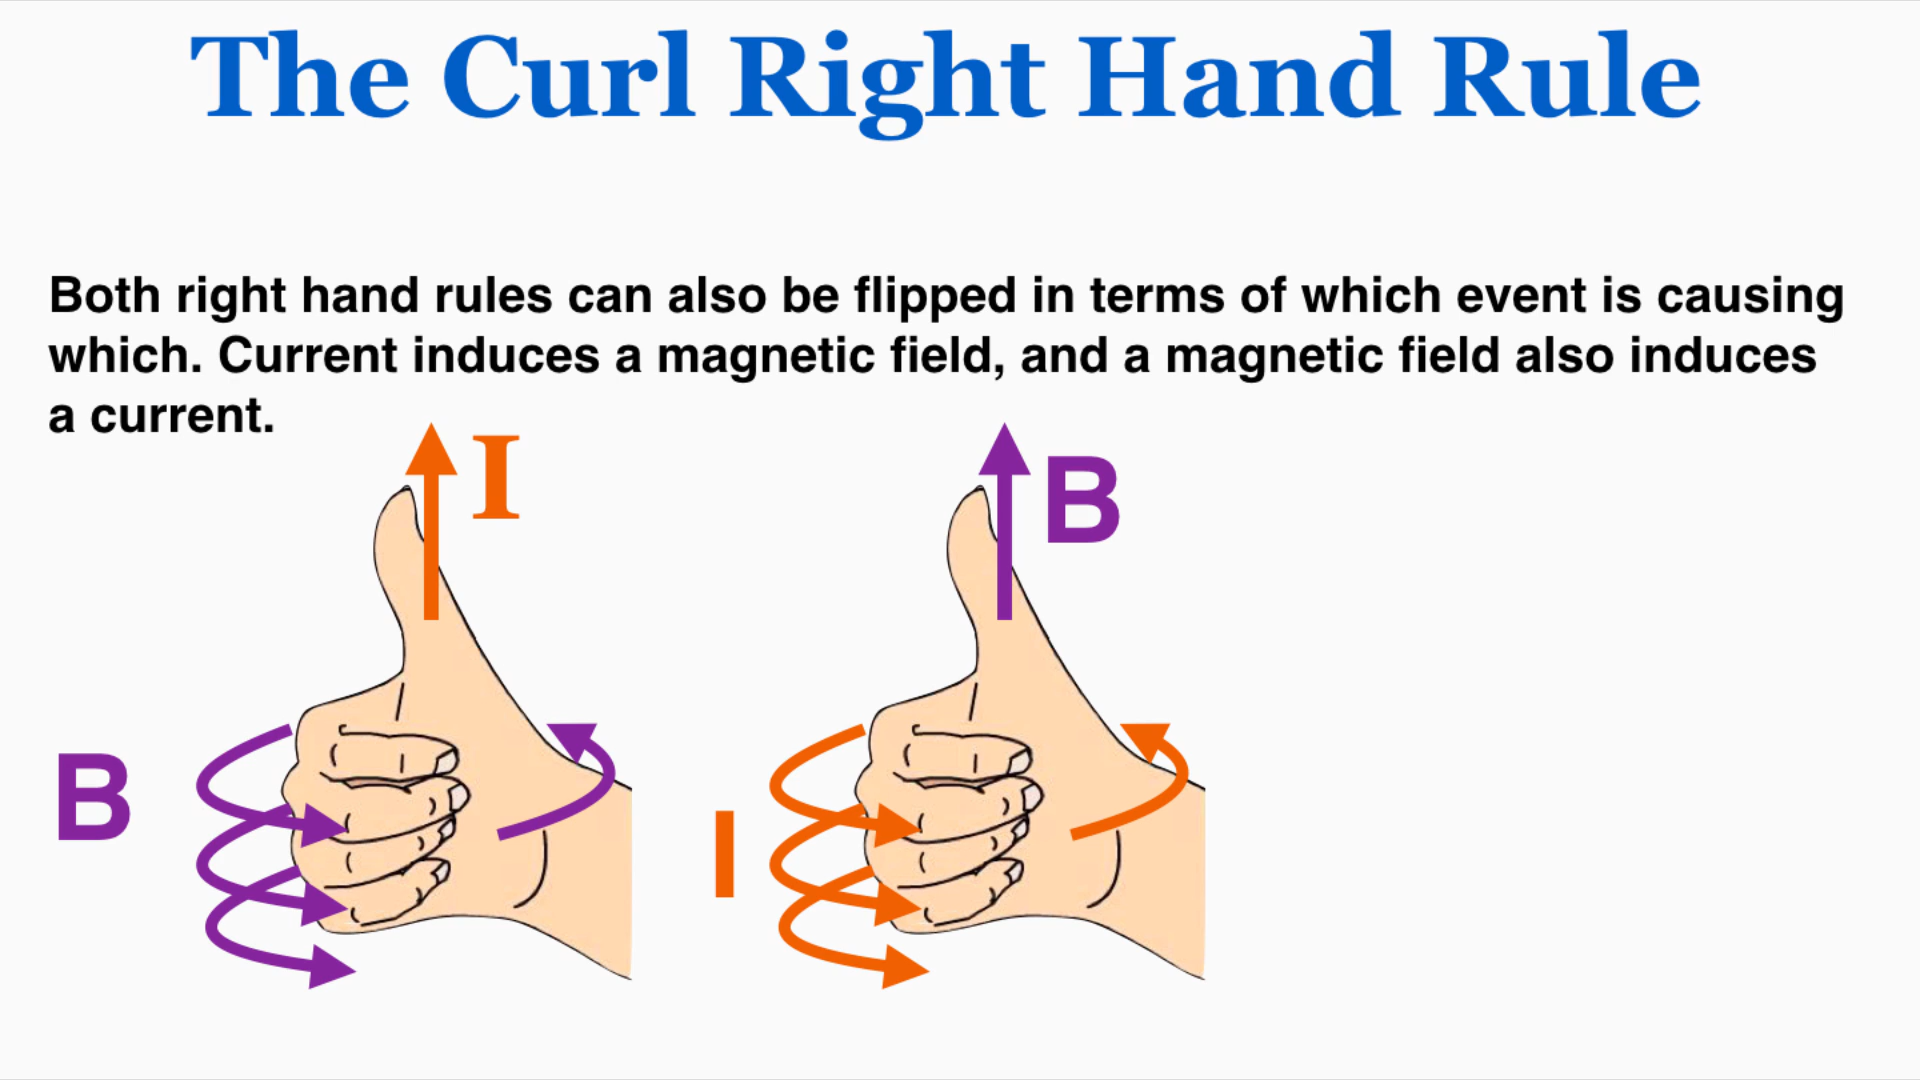 The Curl Right Hand Rule
Both right hand rules can also be flipped in terms of which event is causing
which. Current induces a magnetic field, and a magnetic field also induces
a current.
I
B
B
I